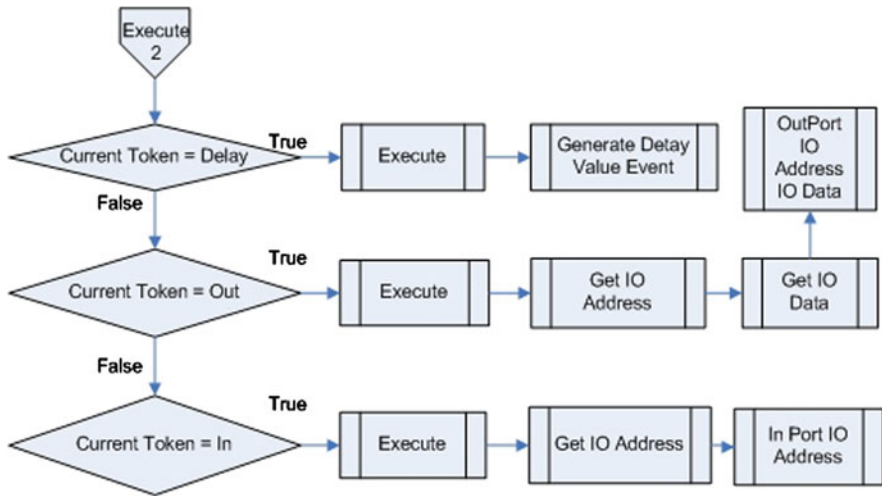 Execute
2
Current Token = Delay
True
Execute
Generate Detay
Value Event
OutPort
IO
Address
IO Data
False
Current Token = Out
True
Execute
Get IO
Address
Get IO
Data
False
Current Token = In
True
Execute
Get IO Address
In Port IO
Address